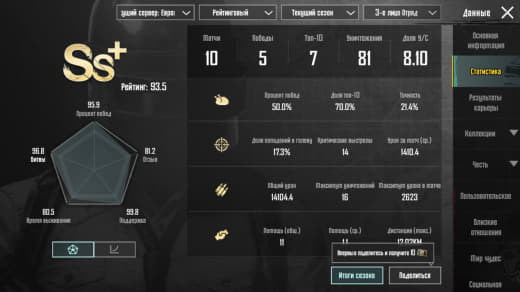 ущий сервер: Евро
Рейтинговый
Текущий сезон
3-е лицо Отряд
Данные
Ss+
Рейтинг: 93.5
95.9
Процент побед
96.8
Битвы
81.2
Отзыв
80.5
Время выживания
99.8
Поддержка
Матчи
Победы
Топ-10
Уничтожения
Доля У/С
10
5
7
81
8.10
Процент побед
Доля топ-10
Точность
50.0%
70.0%
21.4%
Доля попаданий в голову
Критические выстрелы
Урон за матч (ср.)
17.3%
14
1410.4
Общий урон
Максимум уничтожений
Максимум урона в матче
14104.4
16
2623
Помощь (общ.)
Помощь (ср.)
Дистанция (макс.)
11
1.1
Впервые поделитесь и получите 10
Итоги сезона
Поделиться
Основная
информация
Статистика
Результаты
карьеры
Коллекции
Честь
Пользовательское
Близкие
отношения
Мир чудес
Социальная